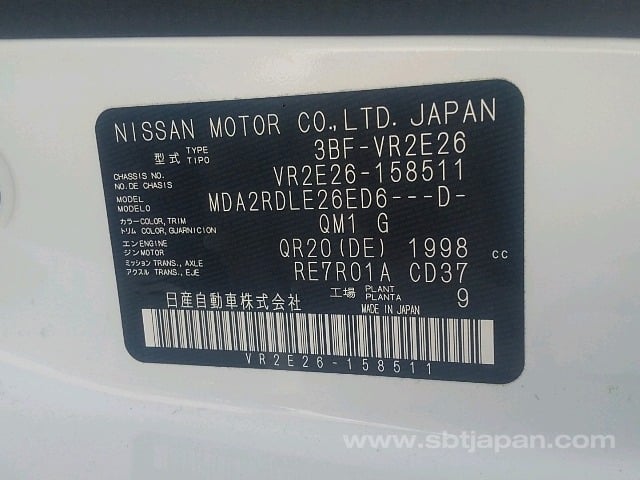 NISSAN MOTOR CO.,LTD. JAPAN
型式 TYPE TIPO 3BF-VR2E26
CHASSIS NO. NO. DE CHASIS VR2E26-158511
MODEL MODELO MDA2RDLE26ED6---D-
カラー COLOR, TRIM トリム COLOR, GUARNICION QM1 G
エンジン ENGINE MOTOR QR20(DE) 1998 cc
ミッション TRANS., AXLE アクスル TRANS., EJE RE7R01A CD37
工場 PLANT PLANTA 9
日産自動車株式会社 MADE IN JAPAN
VR2E26-158511
www.sbtjapan.com